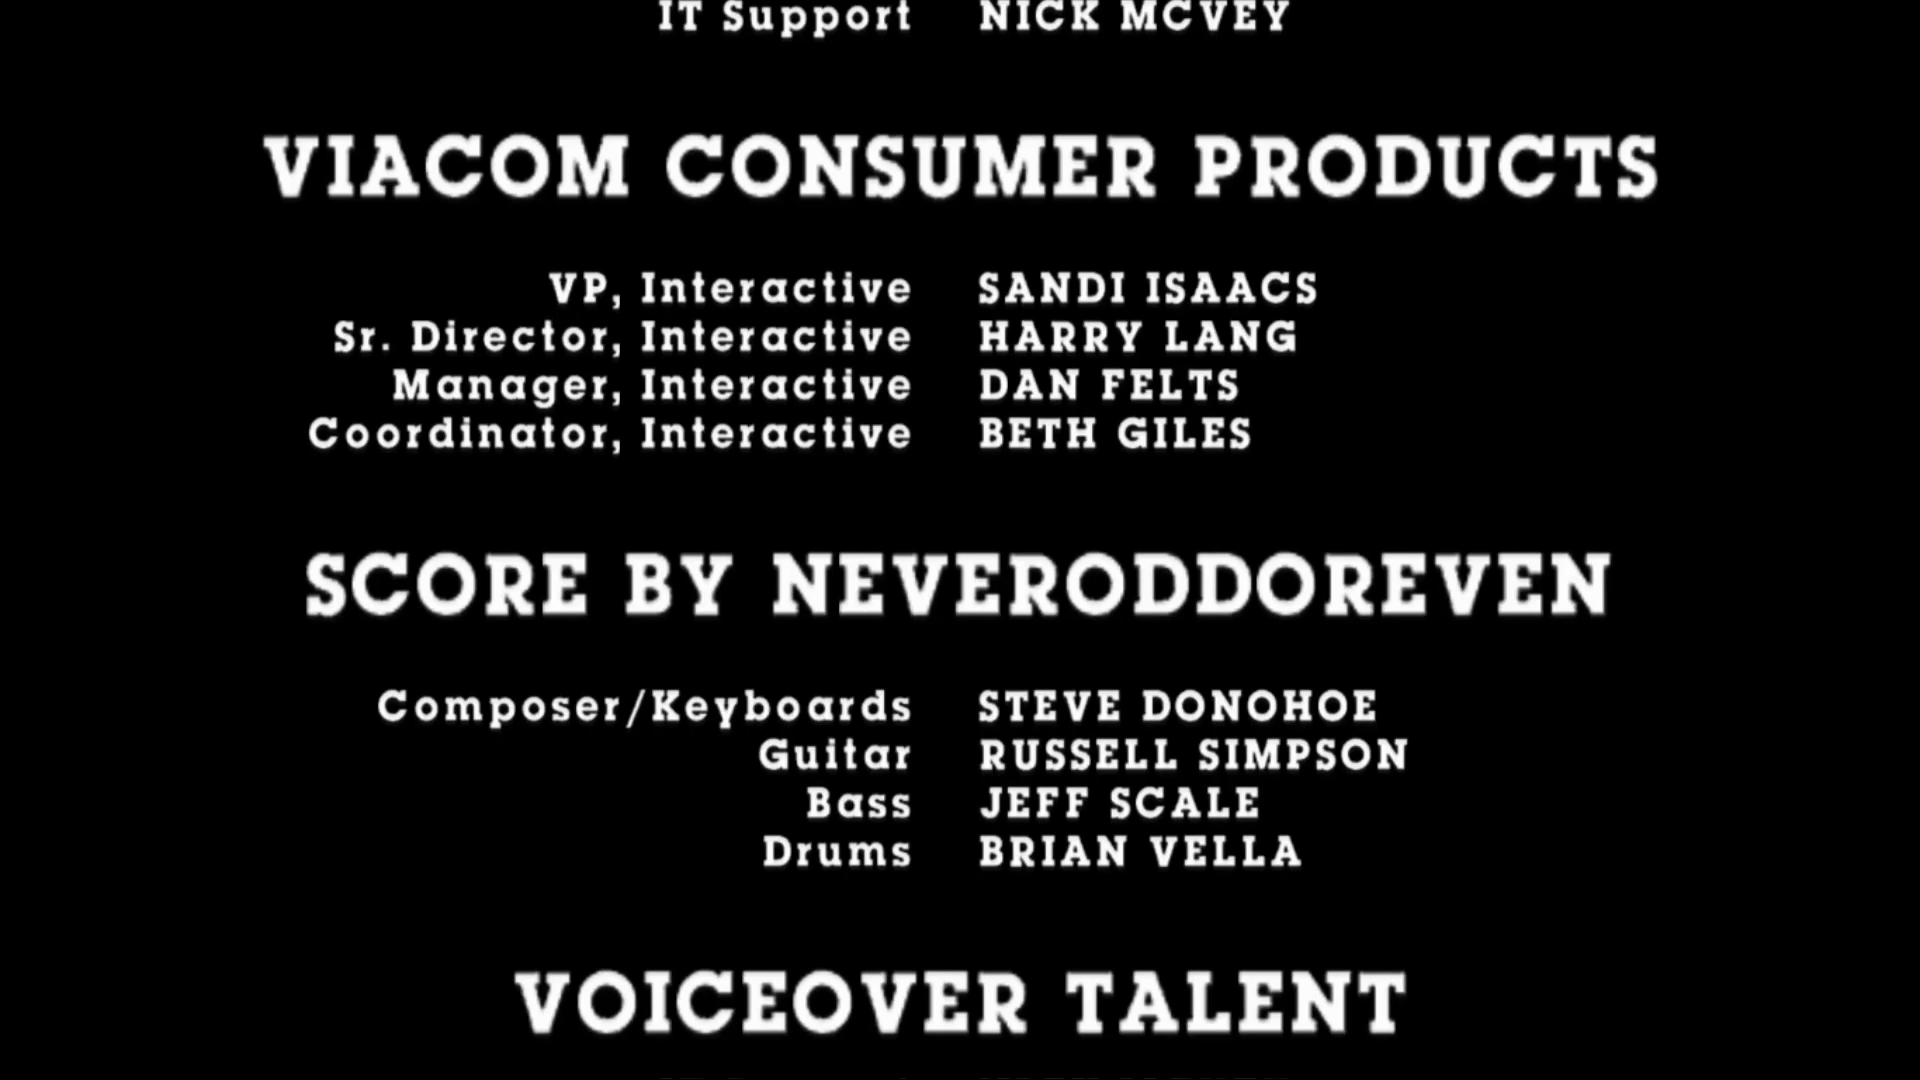 IT Support NICK MCVEY
VIACOM CONSUMER PRODUCTS
VP, Interactive SANDI ISAACS
Sr. Director, Interactive HARRY LANG
Manager, Interactive DAN FELTS
Coordinator, Interactive BETH GILES
SCORE BY NEVERODDOREVEN
Composer/Keyboards STEVE DONOHOE
Guitar RUSSELL SIMPSON
Bass JEFF SCALE
Drums BRIAN VELLA
VOICEOVER TALENT